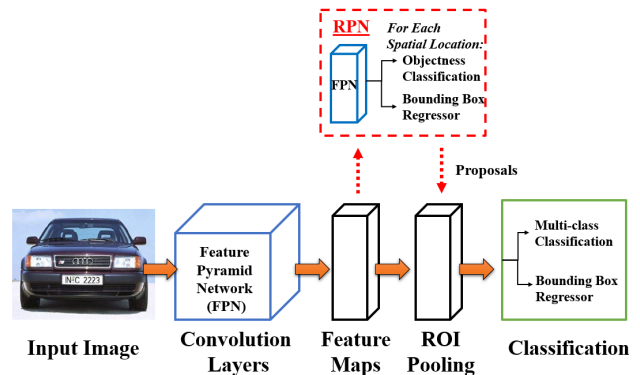 RPN
For Each
Spatial Location:
FPN
Objectness
Classification
Bounding Box
Regressor
Proposals
Feature
Pyramid
Network
(FPN)
Multi-class
Classification
Bounding Box
Regressor
IN·C 2223
Input Image
Convolution
Layers
Feature
Maps
ROI
Pooling
Classification